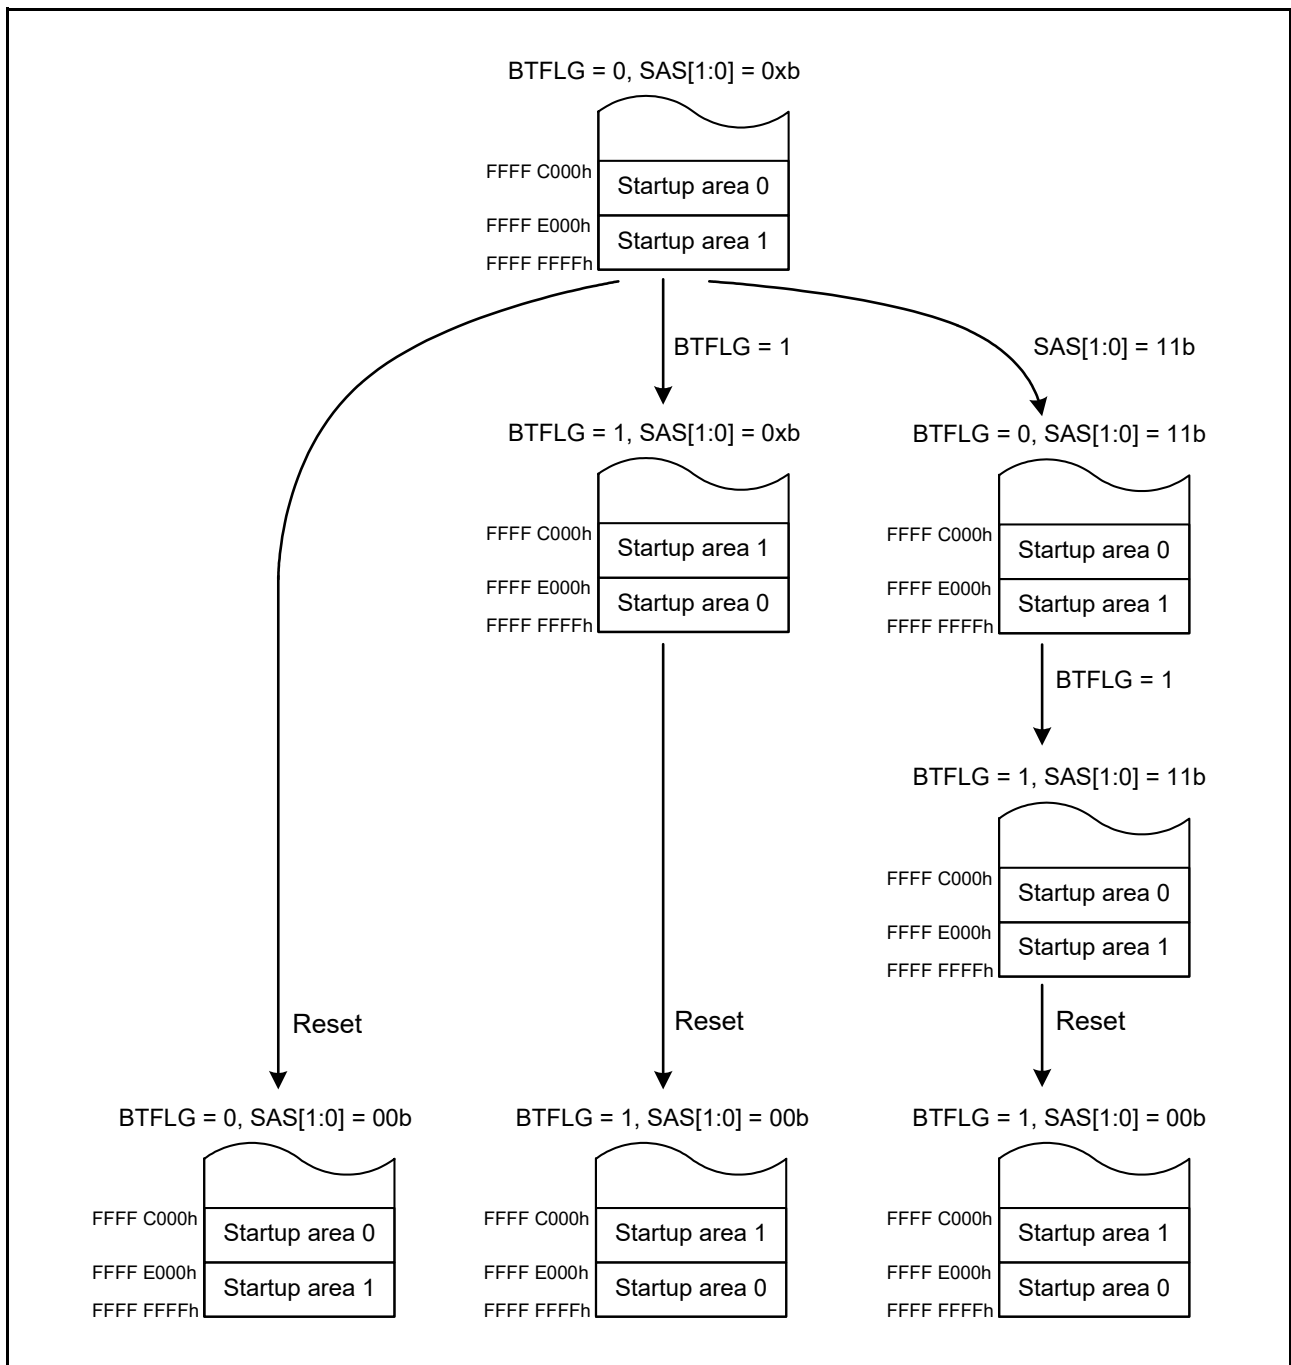 BTFLG = 0, SAS[1:0] = 0xb
FFFF C000h
Startup area 0
FFFF E000h
Startup area 1
FFFF FFFFh
BTFLG = 1
SAS[1:0] = 11b
BTFLG = 1, SAS[1:0] = 0xb
FFFF C000h
Startup area 1
FFFF E000h
Startup area 0
FFFF FFFFh
BTFLG = 0, SAS[1:0] = 11b
FFFF C000h
Startup area 0
FFFF E000h
Startup area 1
FFFF FFFFh
BTFLG = 1
BTFLG = 1, SAS[1:0] = 11b
FFFF C000h
Startup area 0
FFFF E000h
Startup area 1
FFFF FFFFh
Reset
Reset
Reset
BTFLG = 0, SAS[1:0] = 00b
FFFF C000h
Startup area 0
FFFF E000h
Startup area 1
FFFF FFFFh
BTFLG = 1, SAS[1:0] = 00b
FFFF C000h
Startup area 1
FFFF E000h
Startup area 0
FFFF FFFFh
BTFLG = 1, SAS[1:0] = 00b
FFFF C000h
Startup area 1
FFFF E000h
Startup area 0
FFFF FFFFh